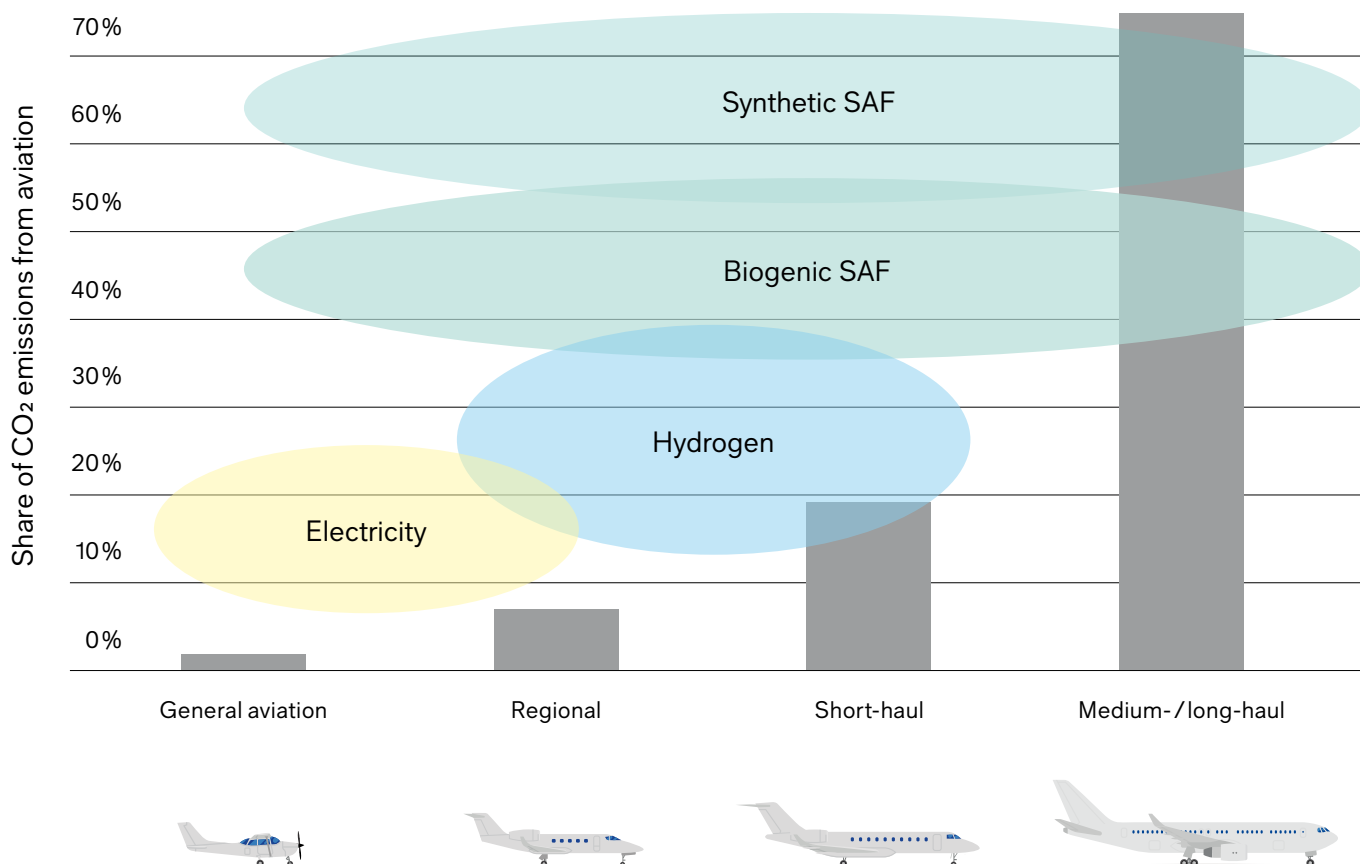 Share of CO₂ emissions from aviation
70%
60%
50%
40%
30%
20%
10%
0%
Synthetic SAF
Biogenic SAF
Hydrogen
Electricity
General aviation
Regional
Short-haul
Medium-/long-haul